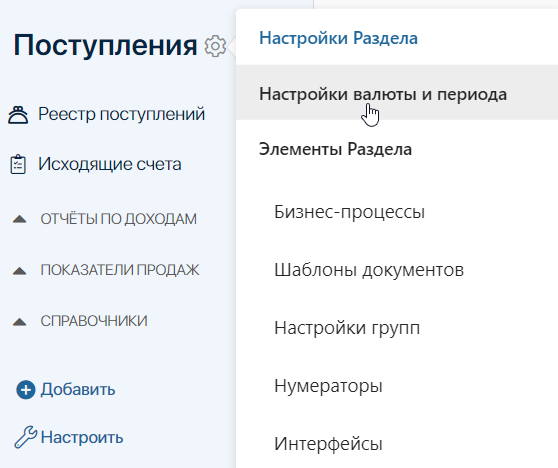 Поступления
Реестр поступлений
Исходящие счета
ОТЧЁТЫ ПО ДОХОДАМ
ПОКАЗАТЕЛИ ПРОДАЖ
СПРАВОЧНИКИ
Добавить
Настроить
Настройки Раздела
Настройки валюты и периода
Элементы Раздела
Бизнес-процессы
Шаблоны документов
Настройки групп
Нумераторы
Интерфейсы